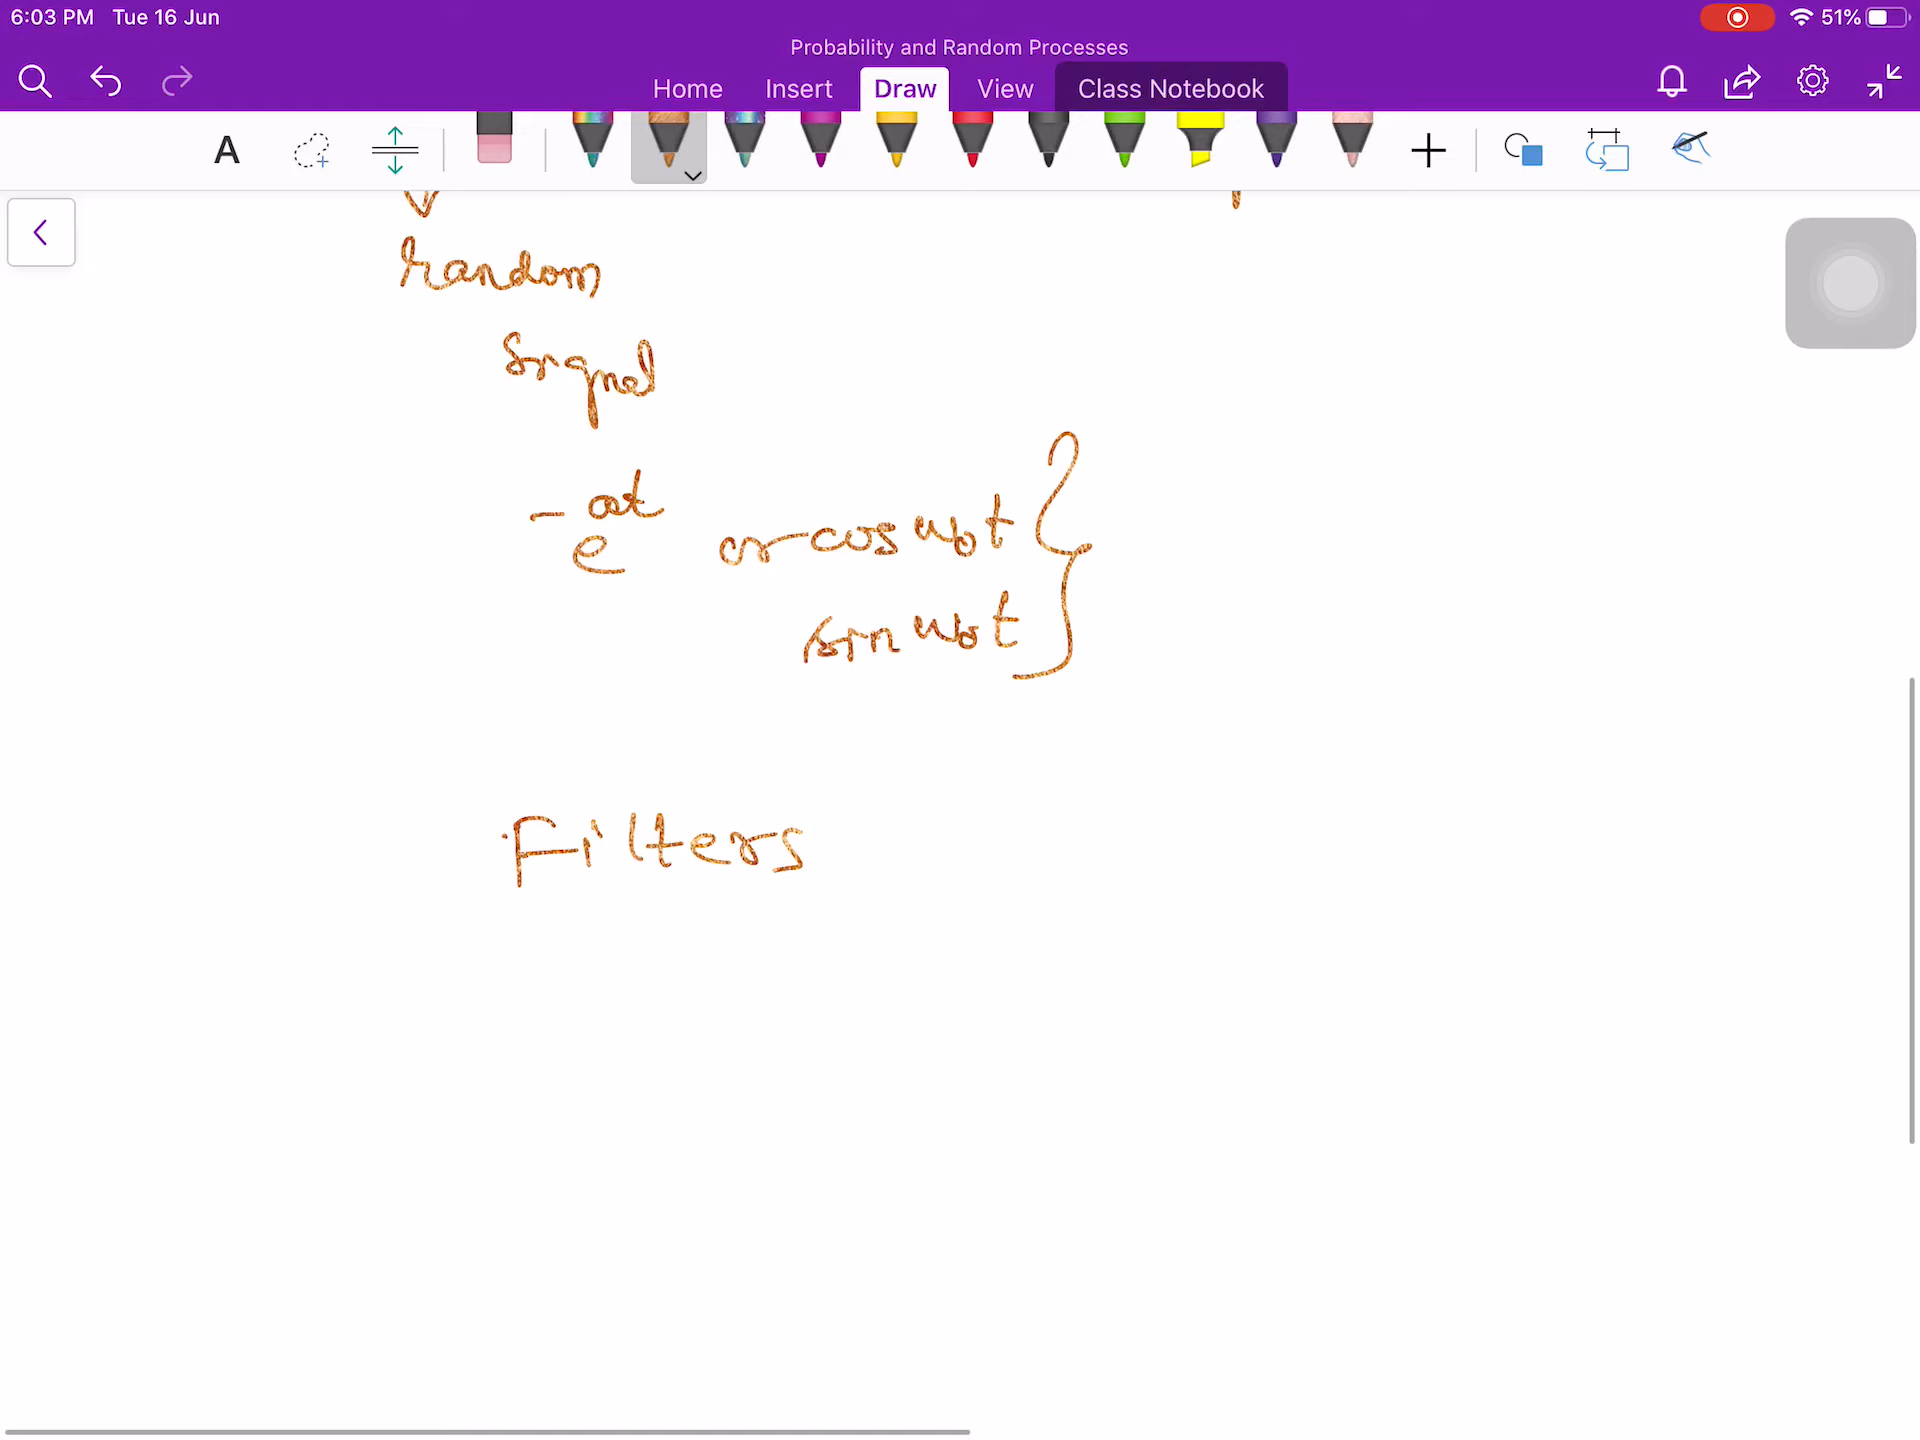 6:03 PM Tue 16 Jun
51%
Probability and Random Processes
Home Insert Draw View Class Notebook
A
random
signal
- e^at or cos ω₀t
sin ω₀t
Filters